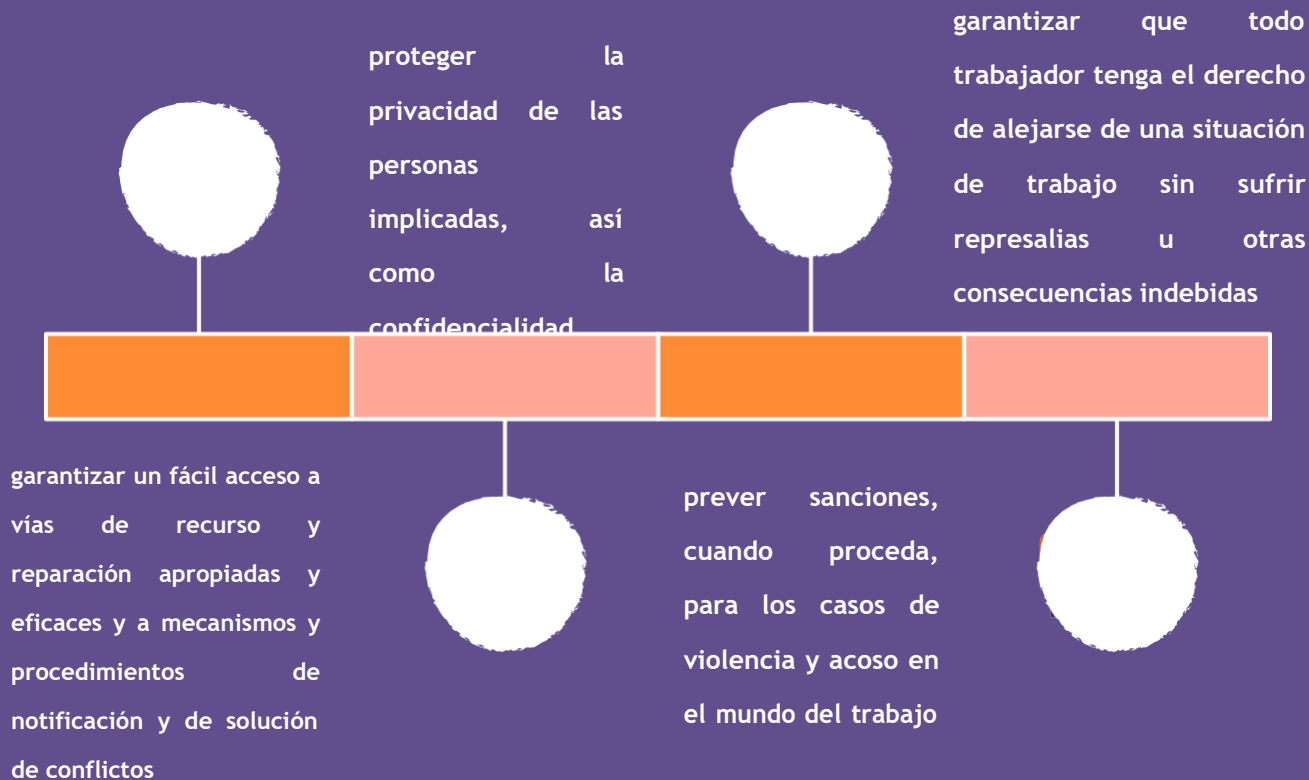 garantizar un fácil acceso a
vías de recurso y
reparación apropiadas y
eficaces y a mecanismos y
procedimientos de
notificación y de solución
de conflictos
proteger la
privacidad de las
personas
implicadas, así
como la
confidencialidad
prever sanciones,
cuando proceda,
para los casos de
violencia y acoso en
el mundo del trabajo
garantizar que todo
trabajador tenga el derecho
de alejarse de una situación
de trabajo sin sufrir
represalias u otras
consecuencias indebidas